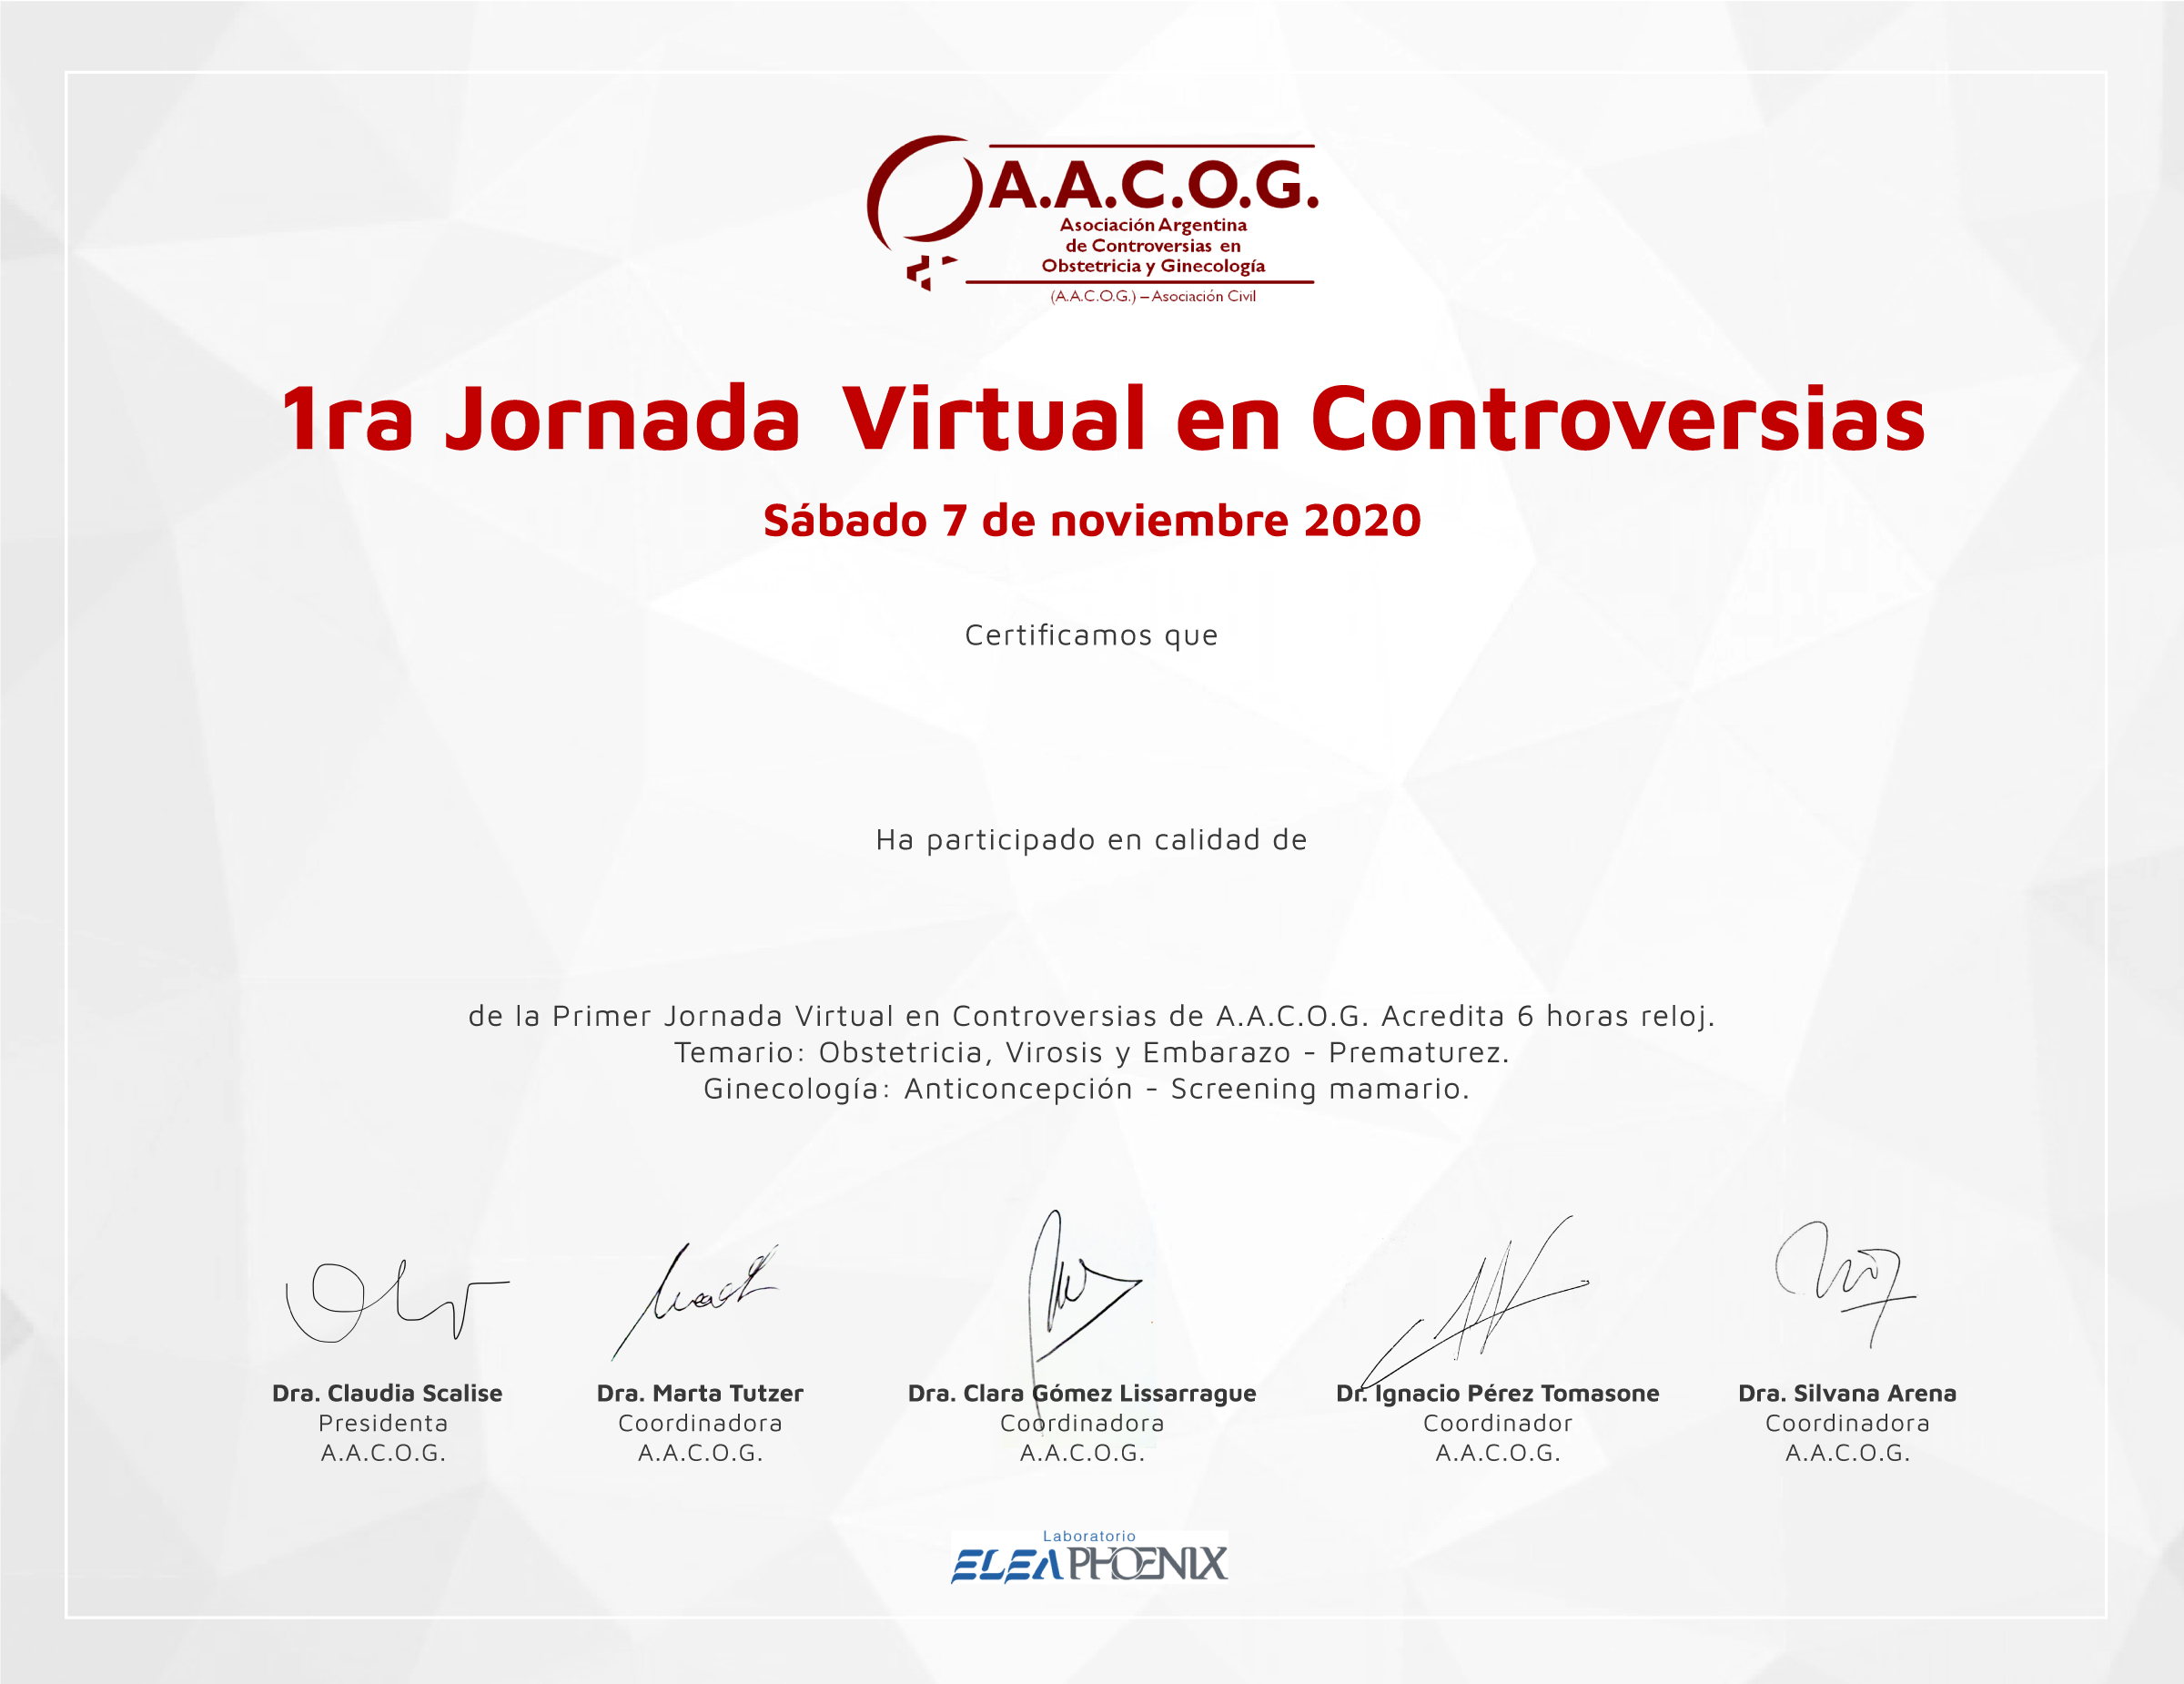 A.A.C.O.G.
Asociación Argentina
de Controversias en
Obstetricia y Ginecología
(A.A.C.O.G.) – Asociación Civil
1ra Jornada Virtual en Controversias
Sábado 7 de noviembre 2020
Certificamos que
Ha participado en calidad de
de la Primer Jornada Virtual en Controversias de A.A.C.O.G. Acredita 6 horas reloj.
Temario: Obstetricia, Virosis y Embarazo - Prematurez.
Ginecología: Anticoncepción - Screening mamario.
Dra. Claudia Scalise
Presidenta
A.A.C.O.G.
Dra. Marta Tutzer
Coordinadora
A.A.C.O.G.
Dra. Clara Gómez Lissarrague
Coordinadora
A.A.C.O.G.
Dr. Ignacio Pérez Tomasone
Coordinador
A.A.C.O.G.
Dra. Silvana Arena
Coordinadora
A.A.C.O.G.
Laboratorio
ELEA PHOENIX